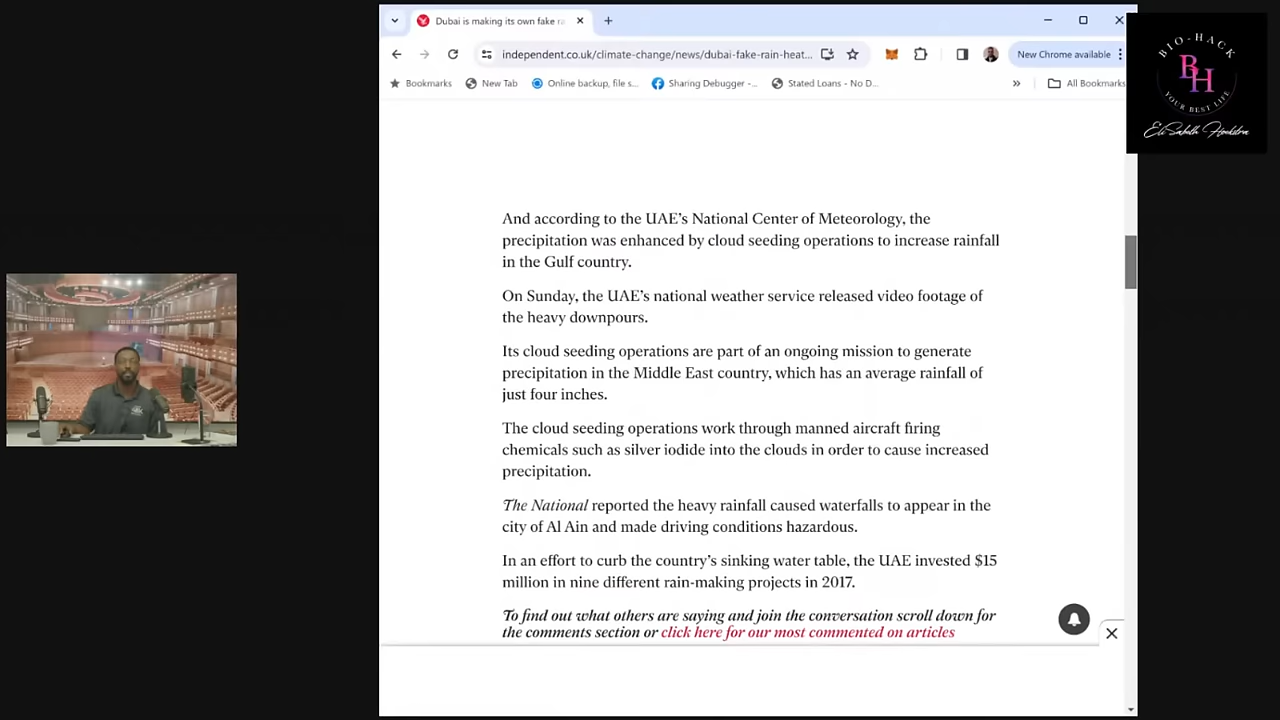 Dubai is making its own fake ra
independent.co.uk/climate-change/news/dubai-fake-rain-heat...
New Chrome available
Bookmarks
New Tab
Online backup, file s...
Sharing Debugger -...
Stated Loans - No D...
»
All Bookmarks
BIO-HACK
BH
YOUR BEST LIFE
And according to the UAE’s National Center of Meteorology, the
precipitation was enhanced by cloud seeding operations to increase rainfall
in the Gulf country.
On Sunday, the UAE’s national weather service released video footage of
the heavy downpours.
Its cloud seeding operations are part of an ongoing mission to generate
precipitation in the Middle East country, which has an average rainfall of
just four inches.
The cloud seeding operations work through manned aircraft firing
chemicals such as silver iodide into the clouds in order to cause increased
precipitation.
The National reported the heavy rainfall caused waterfalls to appear in the
city of Al Ain and made driving conditions hazardous.
In an effort to curb the country’s sinking water table, the UAE invested $15
million in nine different rain-making projects in 2017.
To find out what others are saying and join the conversation scroll down for
the comments section or click here for our most commented on articles